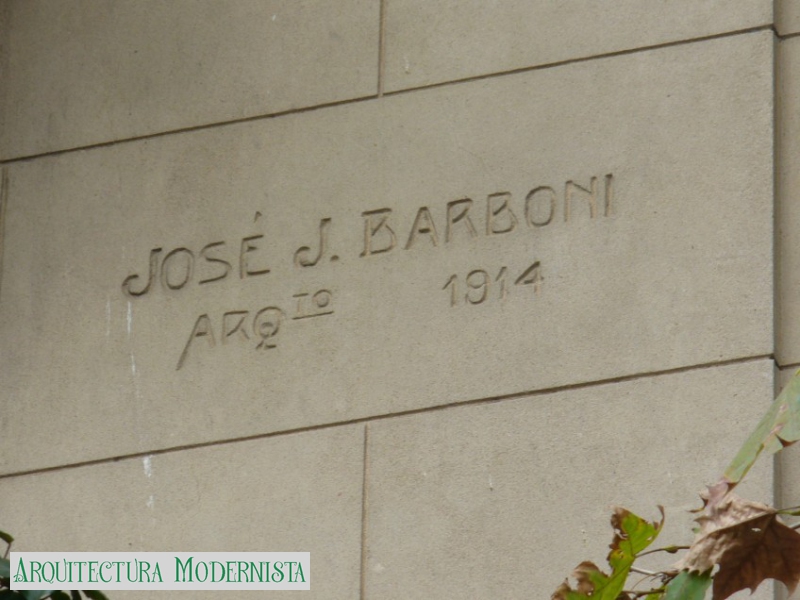 JOSÉ J. BARBONI
ARQTO 1914
ARQUITECTURA MODERNISTA